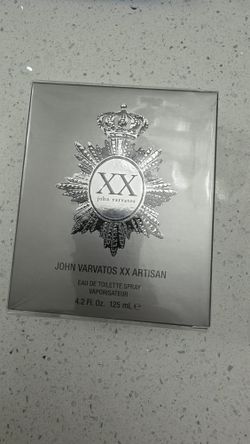 XX
john varvatos
JOHN VARVATOS XX ARTISAN
EAU DE TOILETTE SPRAY
VAPORISATEUR
4.2 Fl. Oz. 125 mL ℮